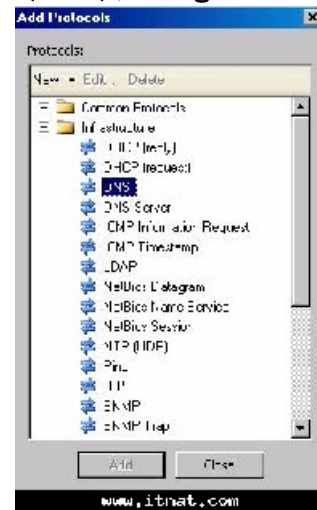 Add Protocols
Protocols:
New Edit... Delete
Common Protocols
Infrastructure
DHCP (reply)
DHCP (request)
DNS
DNS Server
ICMP Information Request
ICMP Timestamp
LDAP
NetBios Datagram
NetBios Name Service
NetBios Session
NTP (UDP)
Ping
SNMP
SNMP Trap
Add Close
www.itnat.com